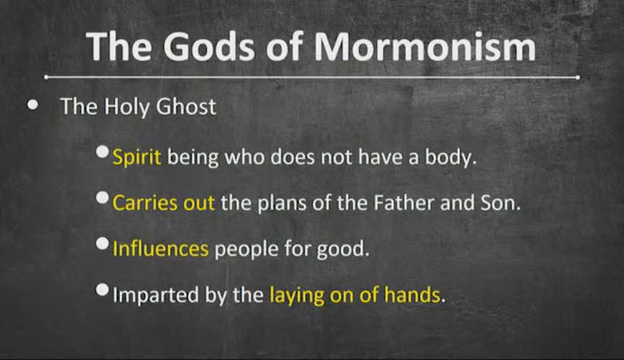 The Gods of Mormonism
• The Holy Ghost
• Spirit being who does not have a body.
• Carries out the plans of the Father and Son.
• Influences people for good.
• Imparted by the laying on of hands.